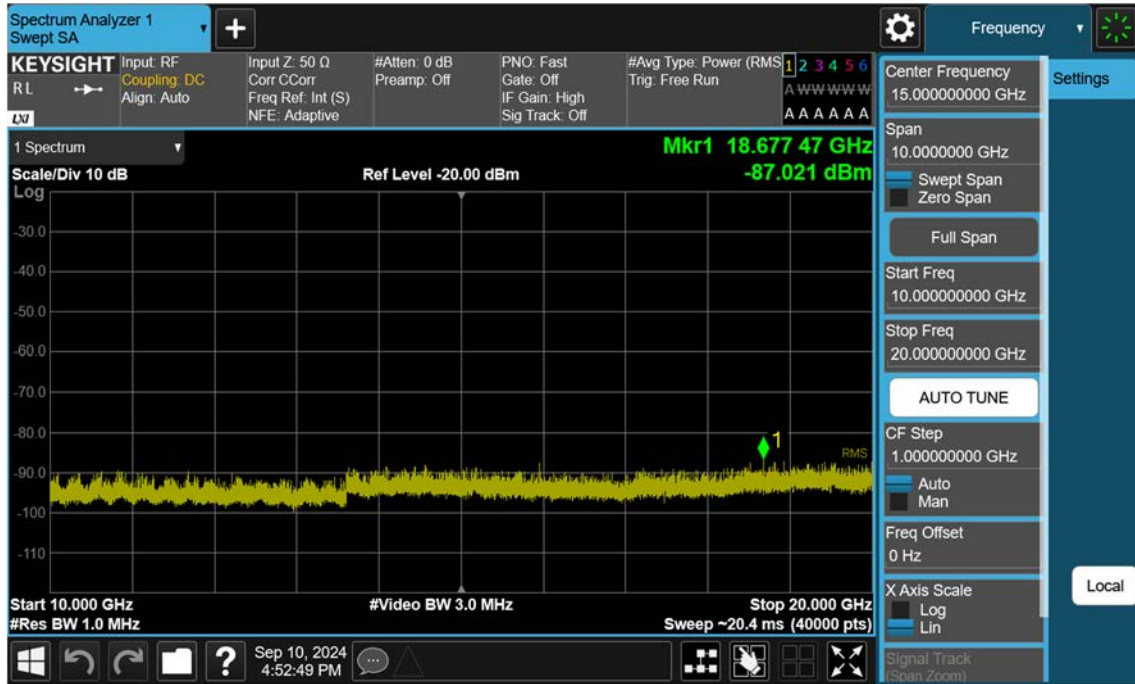 Spectrum Analyzer 1
Swept SA
Frequency
KEYSIGHT
R L
LXI
Input: RF
Coupling: DC
Align: Auto
Input Z: 50 Ω
Corr CCorr
Freq Ref: Int (S)
NFE: Adaptive
#Atten: 0 dB
Preamp: Off
PNO: Fast
Gate: Off
IF Gain: High
Sig Track: Off
#Avg Type: Power (RMS
Trig: Free Run
1 2 3 4 5 6
A W W W W W
A A A A A A
1 Spectrum
Scale/Div 10 dB
Ref Level -20.00 dBm
Mkr1 18.677 47 GHz
-87.021 dBm
Log
-30.0
-40.0
-50.0
-60.0
-70.0
-80.0
-90.0
-100
-110
1
RMS
Start 10.000 GHz
#Video BW 3.0 MHz
Stop 20.000 GHz
#Res BW 1.0 MHz
Sweep ~20.4 ms (40000 pts)
Center Frequency
15.000000000 GHz
Settings
Span
10.0000000 GHz
Swept Span
Zero Span
Full Span
Start Freq
10.000000000 GHz
Stop Freq
20.000000000 GHz
AUTO TUNE
CF Step
1.000000000 GHz
Auto
Man
Freq Offset
0 Hz
X Axis Scale
Log
Lin
Local
Signal Track
(Span Zoom)
?
Sep 10, 2024
4:52:49 PM